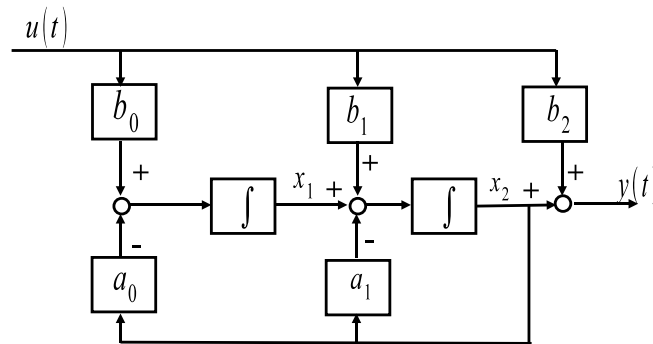 u(t)
b₀
b₁
b₂
+
+
+
∫
x₁
+
∫
x₂
+
y(t)
-
-
a₀
a₁